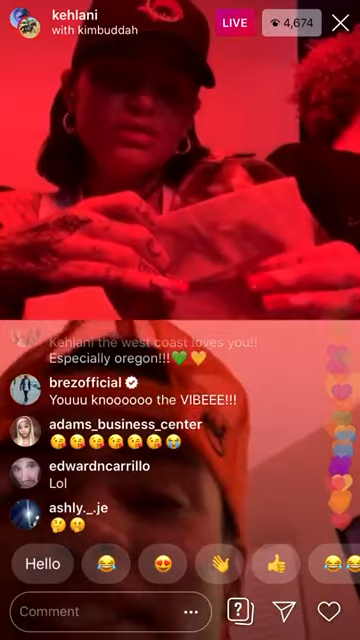 kehlani
with kimbuddah
LIVE
4,674
Kehlani the west coast loves you!!
Especially oregon!!!💚💛
brezofficial
Youuu knoooooo the VIBEEE!!!
adams_business_center
😘😘😘😘😘😘😭
edwardncarrillo
Lol
ashly._.je
🤔🤫
Hello 😂 😍 👋 👍 😂😂
Comment